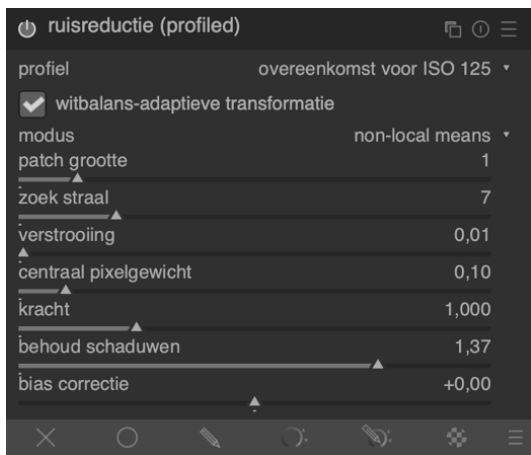 ruisreductie (profiled)
profiel overeenkomst voor ISO 125
witbalans-adaptieve transformatie
modus non-local means
patch grootte 1
zoek straal 7
verstrooiing 0,01
centraal pixelgewicht 0,10
kracht 1,000
behoud schaduwen 1,37
bias correctie +0,00